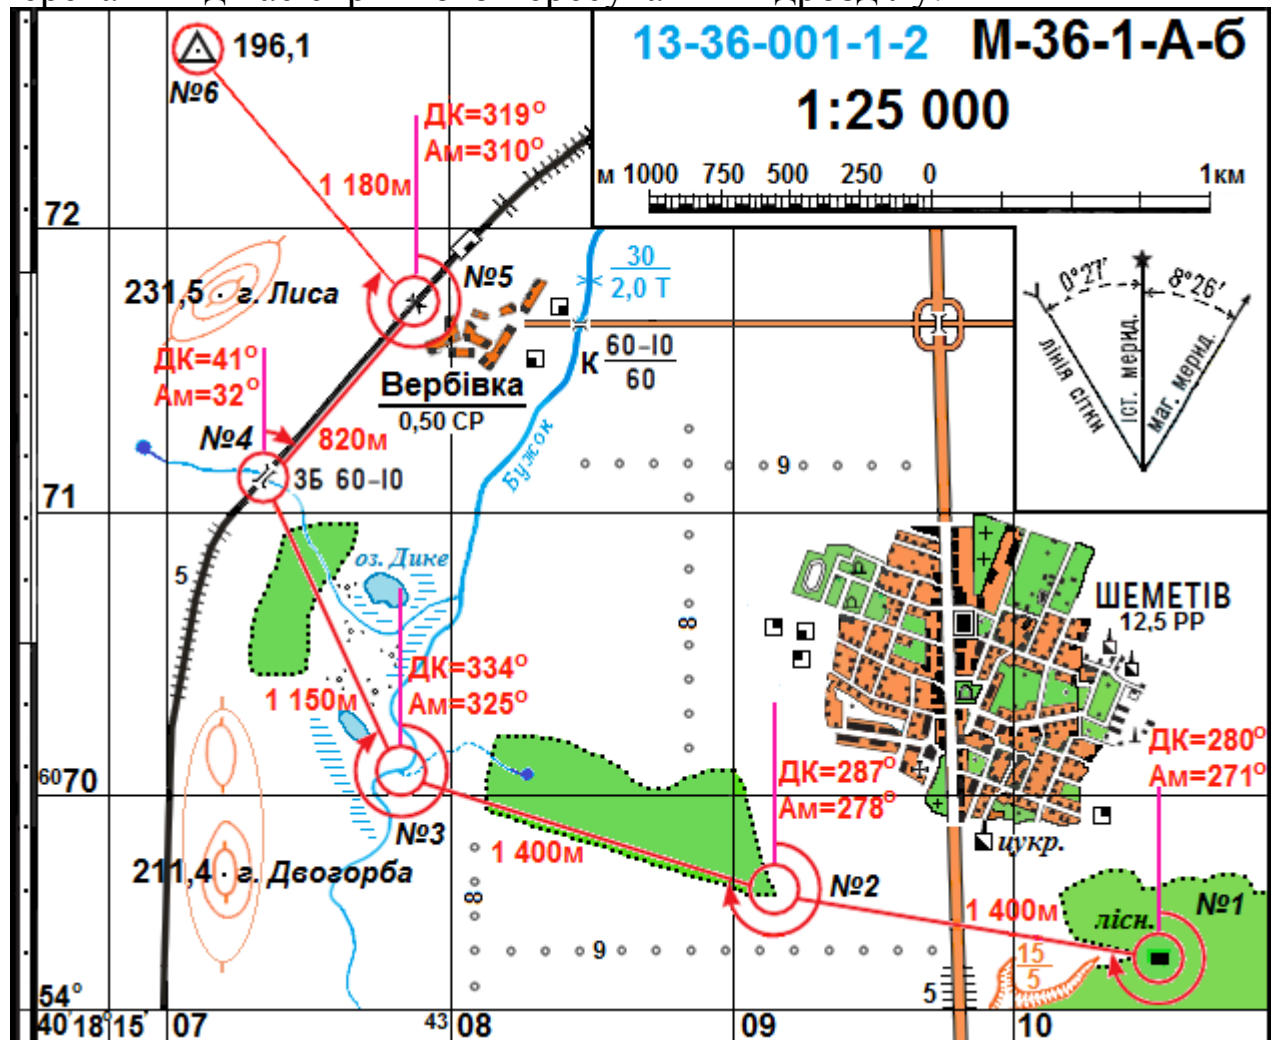 196,1
№6
13-36-001-1-2 М-36-1-А-б
1:25 000
м 1000 750 500 250 0 1км
ДК=319°
Ам=310°
1 180м
72
№5
30
2,0 Т
231,5 · г. Лиса
0°27' 8°26'
лінія сітки
іст. мерид.
маг. мерид.
ДК=41°
Ам=32°
К 60-10
60
Вербівка
0,50 СР
№4
820м
ЗБ 60-10
Бужок
9
71
5
оз. Дике
ШЕМЕТІВ
12,5 РР
8
ДК=334°
Ам=325°
1 150м
ДК=287°
Ам=278°
ДК=280°
Ам=271°
6070
№3
цукр.
1 400м
211,4 · г. Двогорба
№2
8
1 400м
лісн.
№1
9
15
5
5
54°
40'18°15' 07 4308 09 10